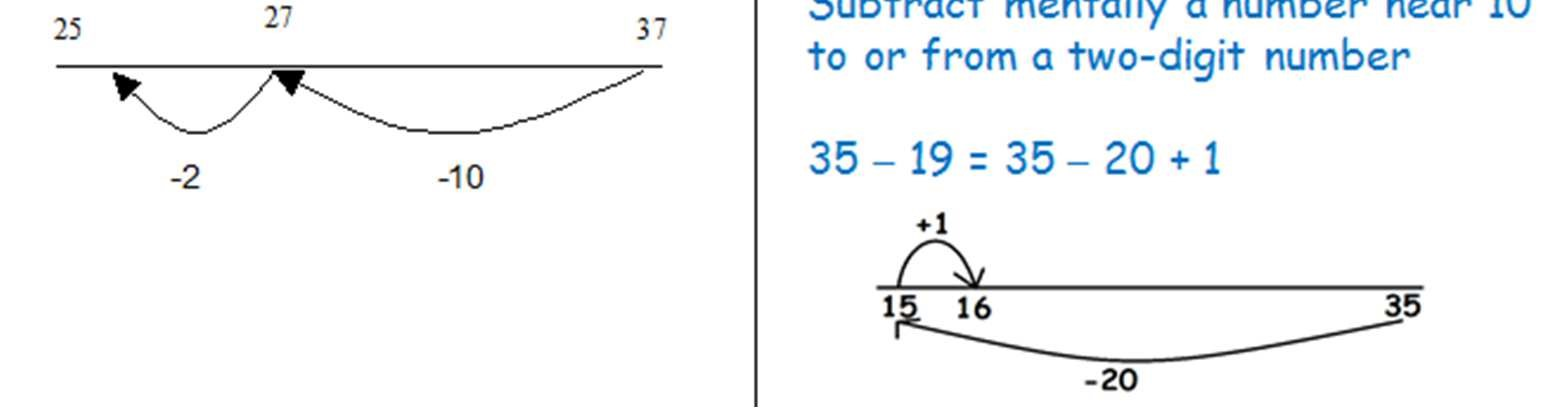 25 27 37
-2 -10
Subtract mentally a number near 10
to or from a two-digit number
35 – 19 = 35 – 20 + 1
+1
15 16 35
-20